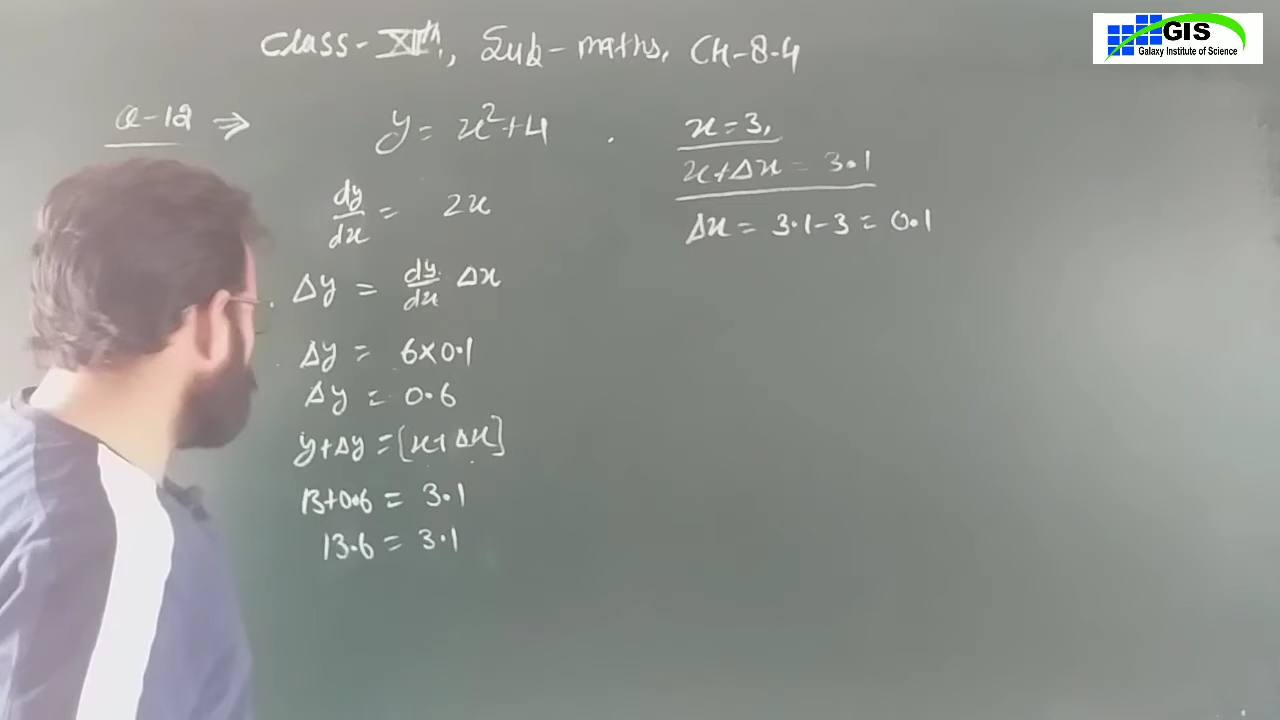 Class-XIIth, Sub-maths, CH-8.4
GIS
Galaxy Institute of Science
Q-12 ⇒ y = x²+4 . x = 3,
x+Δx = 3.1
dy/dx = 2x
Δx = 3.1-3 = 0.1
Δy = dy/dx Δx
Δy = 6×0.1
Δy = 0.6
y+Δy = [x+Δx]
13+0.6 = 3.1
13.6 = 3.1